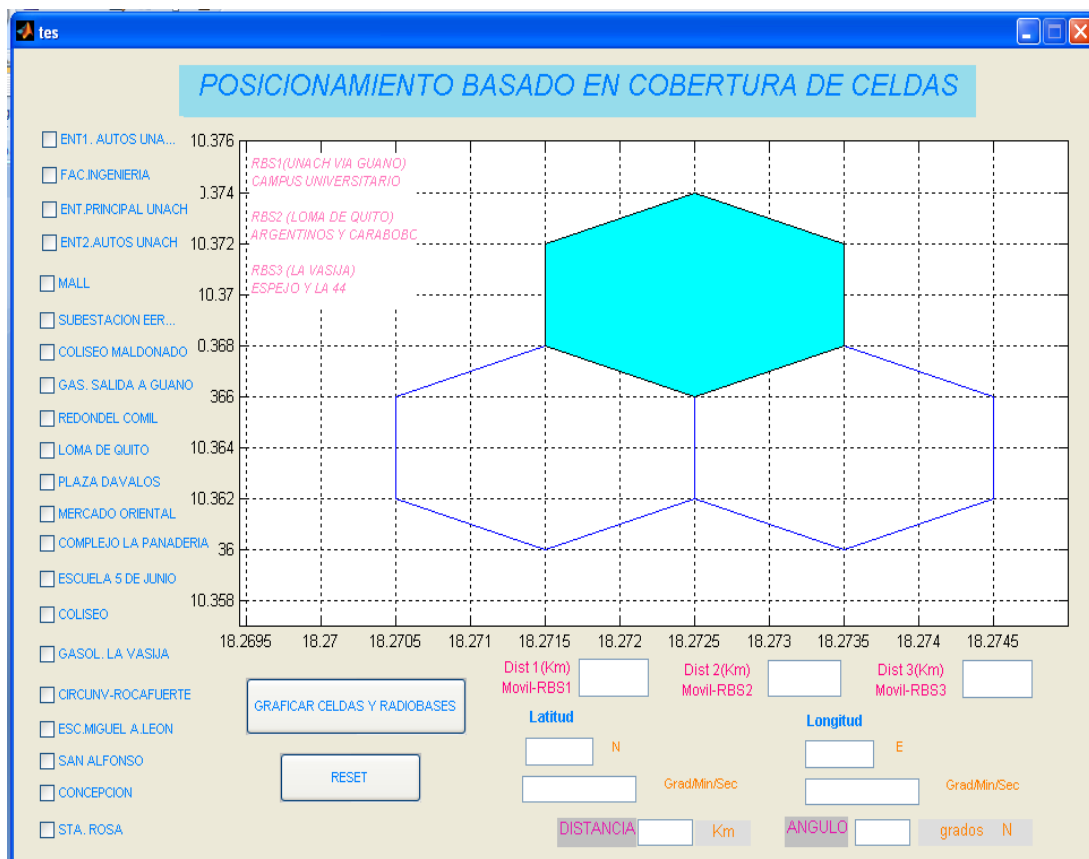 tes
POSICIONAMIENTO BASADO EN COBERTURA DE CELDAS
ENT1. AUTOS UNA...
FAC.INGENIERIA
ENT.PRINCIPAL UNACH
ENT2.AUTOS UNACH
MALL
SUBESTACION EER...
COLISEO MALDONADO
GAS. SALIDA A GUANO
REDONDEL COMIL
LOMA DE QUITO
PLAZA DAVALOS
MERCADO ORIENTAL
COMPLEJO LA PANADERIA
ESCUELA 5 DE JUNIO
COLISEO
GASOL. LA VASIJA
CIRCUNV-ROCAFUERTE
ESC.MIGUEL A.LEON
SAN ALFONSO
CONCEPCION
STA. ROSA
10.376
0.374
10.372
10.37
0.368
366
10.364
10.362
36
10.358
RBS1(UNACH VIA GUANO)
CAMPUS UNIVERSITARIO
RBS2 (LOMA DE QUITO)
ARGENTINOS Y CARABOBO
RBS3 (LA VASIJA)
ESPEJO Y LA 44
18.2695 18.27 18.2705 18.271 18.2715 18.272 18.2725 18.273 18.2735 18.274 18.2745
GRAFICAR CELDAS Y RADIOBASES
RESET
Dist 1(Km)
Movil-RBS1
Dist 2(Km)
Movil-RBS2
Dist 3(Km)
Movil-RBS3
Latitud
N
Grad/Min/Sec
Longitud
E
Grad/Min/Sec
DISTANCIA Km
ANGULO grados N